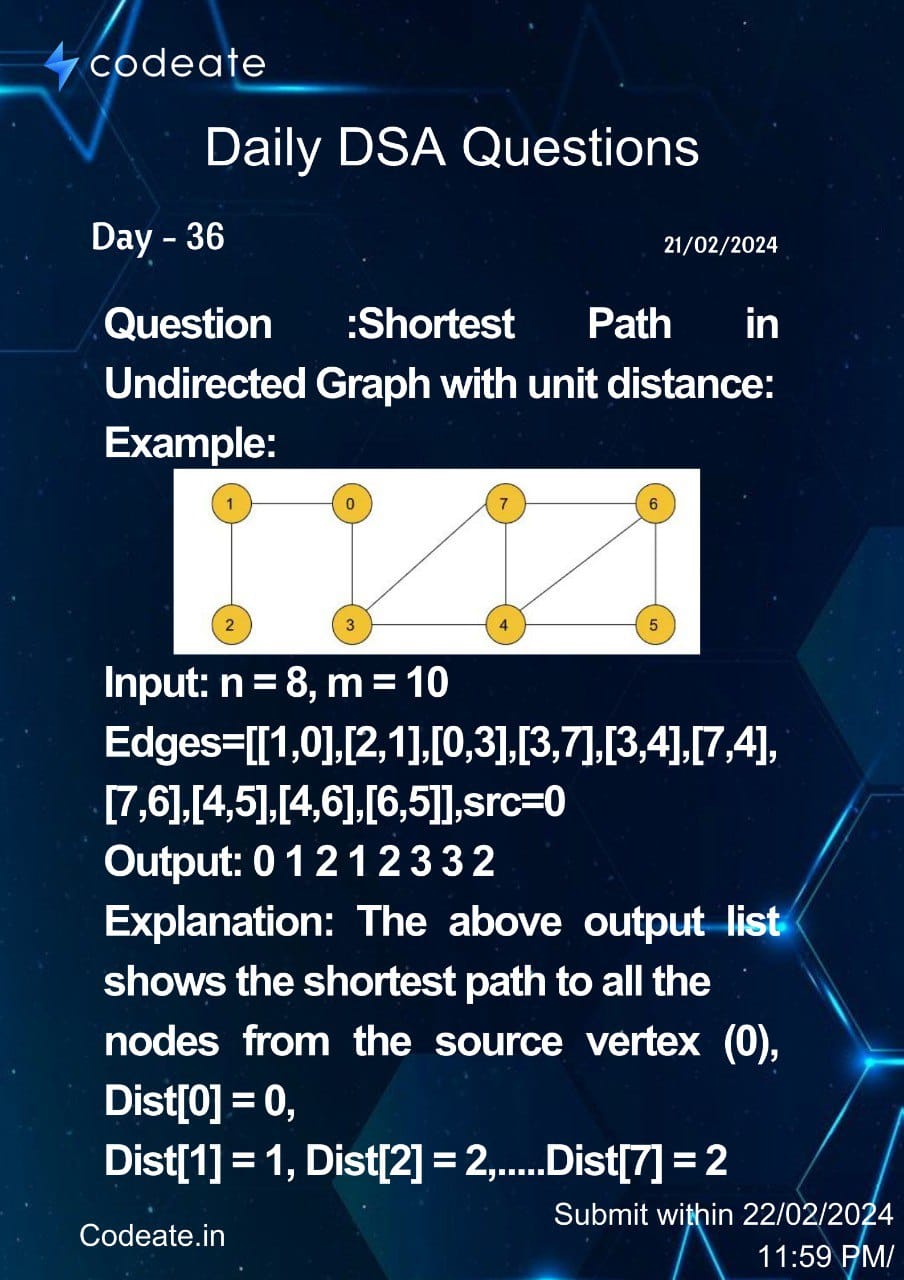 codeate
Daily DSA Questions
Day - 36
21/02/2024
Question :Shortest Path in
Undirected Graph with unit distance:
Example:
1 0 7 6
2 3 4 5
Input: n = 8, m = 10
Edges=[[1,0],[2,1],[0,3],[3,7],[3,4],[7,4],
[7,6],[4,5],[4,6],[6,5]],src=0
Output: 0 1 2 1 2 3 3 2
Explanation: The above output list
shows the shortest path to all the
nodes from the source vertex (0),
Dist[0] = 0,
Dist[1] = 1, Dist[2] = 2,.....Dist[7] = 2
Submit within 22/02/2024
11:59 PM/
Codeate.in